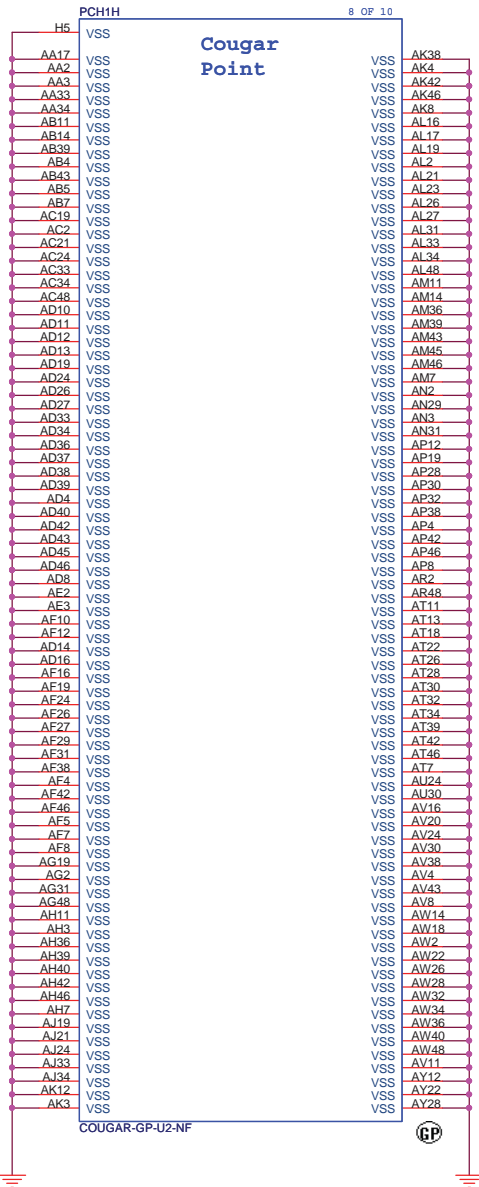 PCH1H 8 OF 10
Cougar
Point
H5 VSS
AA17 VSS VSS AK38
AA2 VSS VSS AK4
AA3 VSS VSS AK42
AA33 VSS VSS AK46
AA34 VSS VSS AK8
AB11 VSS VSS AL16
AB14 VSS VSS AL17
AB39 VSS VSS AL19
AB4 VSS VSS AL2
AB43 VSS VSS AL21
AB5 VSS VSS AL23
AB7 VSS VSS AL26
AC19 VSS VSS AL27
AC2 VSS VSS AL31
AC21 VSS VSS AL33
AC24 VSS VSS AL34
AC33 VSS VSS AL48
AC34 VSS VSS AM11
AC48 VSS VSS AM14
AD10 VSS VSS AM36
AD11 VSS VSS AM39
AD12 VSS VSS AM43
AD13 VSS VSS AM45
AD19 VSS VSS AM46
AD24 VSS VSS AM7
AD26 VSS VSS AN2
AD27 VSS VSS AN29
AD33 VSS VSS AN3
AD34 VSS VSS AN31
AD36 VSS VSS AP12
AD37 VSS VSS AP19
AD38 VSS VSS AP28
AD39 VSS VSS AP30
AD4 VSS VSS AP32
AD40 VSS VSS AP38
AD42 VSS VSS AP4
AD43 VSS VSS AP42
AD45 VSS VSS AP46
AD46 VSS VSS AP8
AD8 VSS VSS AR2
AE2 VSS VSS AR48
AE3 VSS VSS AT11
AF10 VSS VSS AT13
AF12 VSS VSS AT18
AD14 VSS VSS AT22
AD16 VSS VSS AT26
AF16 VSS VSS AT28
AF19 VSS VSS AT30
AF24 VSS VSS AT32
AF26 VSS VSS AT34
AF27 VSS VSS AT39
AF29 VSS VSS AT42
AF31 VSS VSS AT46
AF38 VSS VSS AT7
AF4 VSS VSS AU24
AF42 VSS VSS AU30
AF46 VSS VSS AV16
AF5 VSS VSS AV20
AF7 VSS VSS AV24
AF8 VSS VSS AV30
AG19 VSS VSS AV38
AG2 VSS VSS AV4
AG31 VSS VSS AV43
AG48 VSS VSS AV8
AH11 VSS VSS AW14
AH3 VSS VSS AW18
AH36 VSS VSS AW2
AH39 VSS VSS AW22
AH40 VSS VSS AW26
AH42 VSS VSS AW28
AH46 VSS VSS AW32
AH7 VSS VSS AW34
AJ19 VSS VSS AW36
AJ21 VSS VSS AW40
AJ24 VSS VSS AW48
AJ33 VSS VSS AV11
AJ34 VSS VSS AY12
AK12 VSS VSS AY22
AK3 VSS VSS AY28
COUGAR-GP-U2-NF
GP